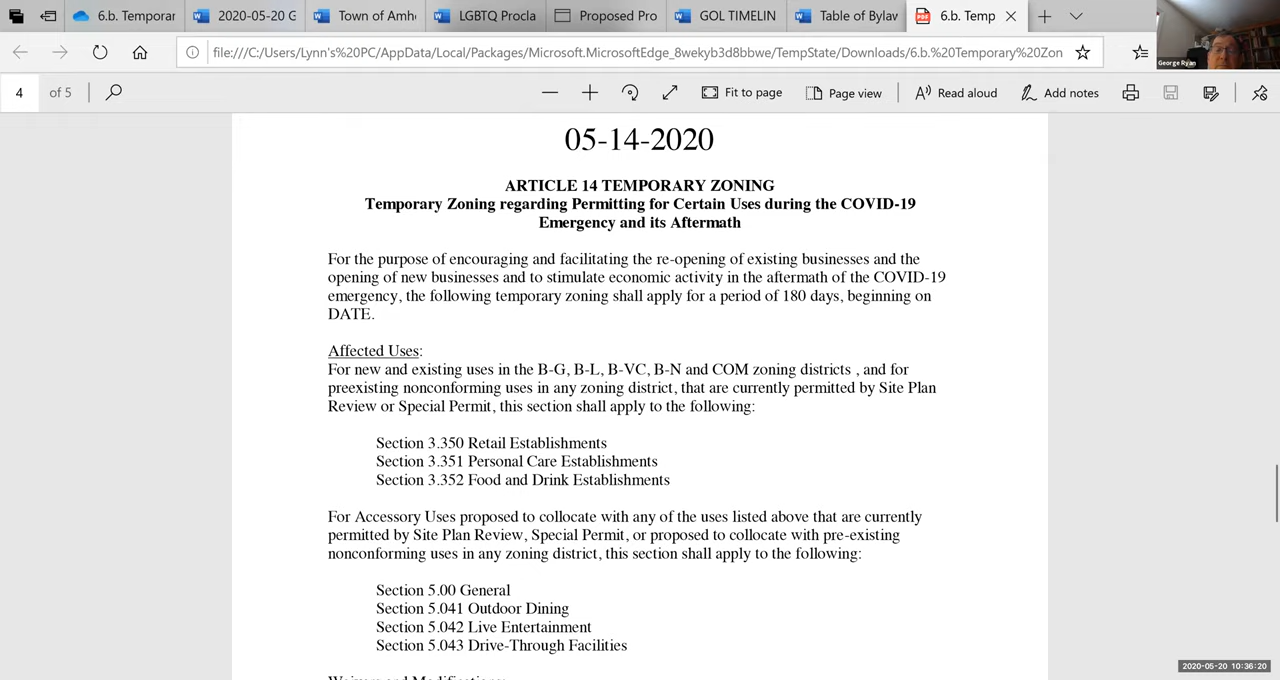 6.b. Temporar
2020-05-20 G
Town of Amh
LGBTQ Procla
Proposed Pro
GOL TIMELIN
Table of Bylaw
6.b. Temp
file:///C:/Users/Lynn's%20PC/AppData/Local/Packages/Microsoft.MicrosoftEdge_8wekyb3d8bbwe/TempState/Downloads/6.b.%20Temporary%20Zon
George Ryan
4 of 5
Fit to page
Page view
Read aloud
Add notes
05-14-2020
ARTICLE 14 TEMPORARY ZONING
Temporary Zoning regarding Permitting for Certain Uses during the COVID-19
Emergency and its Aftermath
For the purpose of encouraging and facilitating the re-opening of existing businesses and the
opening of new businesses and to stimulate economic activity in the aftermath of the COVID-19
emergency, the following temporary zoning shall apply for a period of 180 days, beginning on
DATE.
Affected Uses:
For new and existing uses in the B-G, B-L, B-VC, B-N and COM zoning districts , and for
preexisting nonconforming uses in any zoning district, that are currently permitted by Site Plan
Review or Special Permit, this section shall apply to the following:
Section 3.350 Retail Establishments
Section 3.351 Personal Care Establishments
Section 3.352 Food and Drink Establishments
For Accessory Uses proposed to collocate with any of the uses listed above that are currently
permitted by Site Plan Review, Special Permit, or proposed to collocate with pre-existing
nonconforming uses in any zoning district, this section shall apply to the following:
Section 5.00 General
Section 5.041 Outdoor Dining
Section 5.042 Live Entertainment
Section 5.043 Drive-Through Facilities
Waivers and Modifications:
2020-05-20 10:36:20